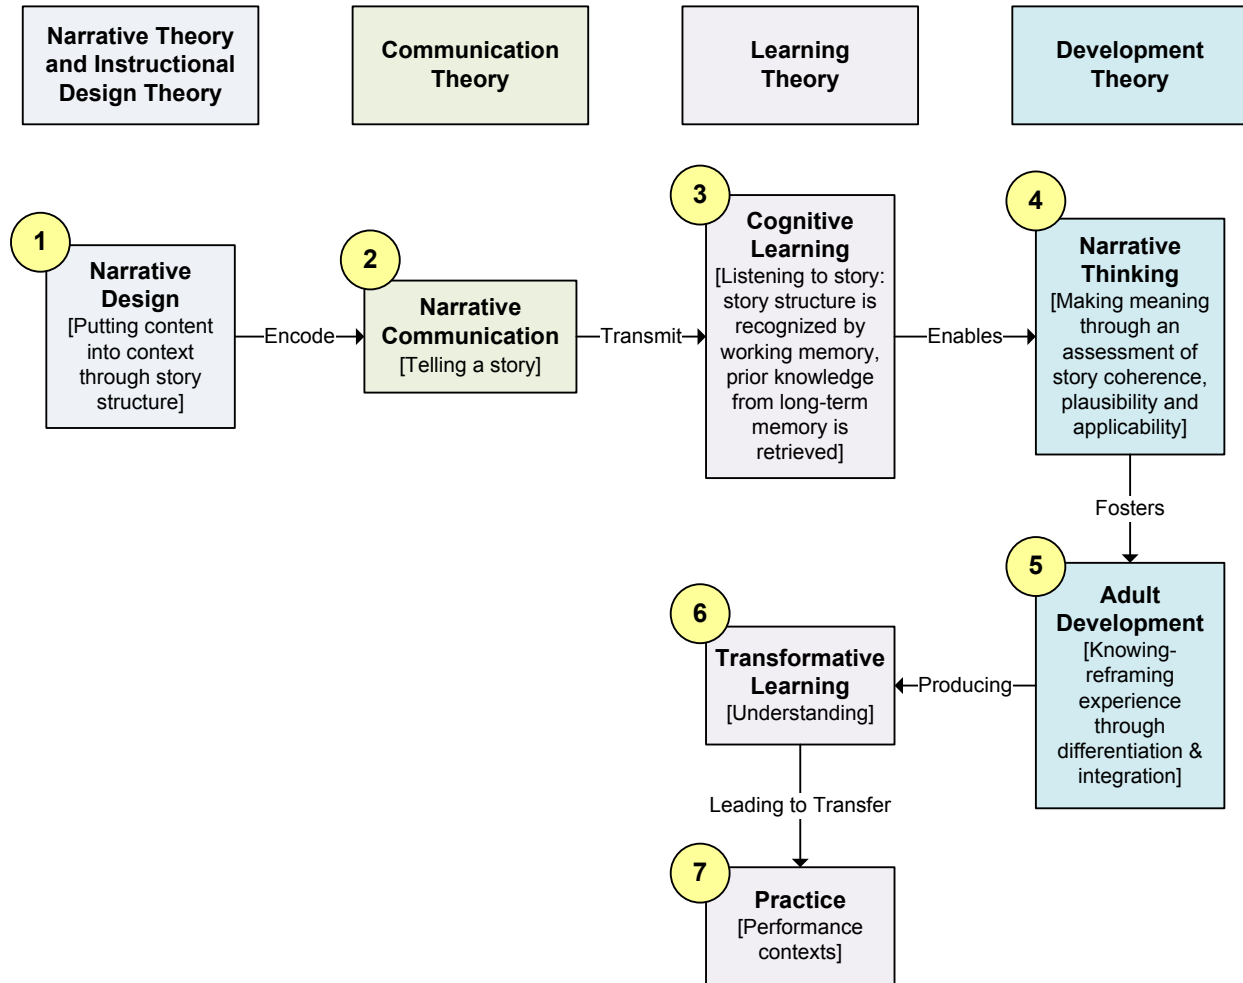 Narrative Theory
and Instructional
Design Theory
Communication
Theory
Learning
Theory
Development
Theory
1
Narrative
Design
[Putting content
into context
through story
structure]
Encode
2
Narrative
Communication
[Telling a story]
Transmit
3
Cognitive
Learning
[Listening to story:
story structure is
recognized by
working memory,
prior knowledge
from long-term
memory is
retrieved]
Enables
4
Narrative
Thinking
[Making meaning
through an
assessment of
story coherence,
plausibility and
applicability]
Fosters
5
Adult
Development
[Knowing-
reframing
experience
through
differentiation &
integration]
Producing
6
Transformative
Learning
[Understanding]
Leading to Transfer
7
Practice
[Performance
contexts]